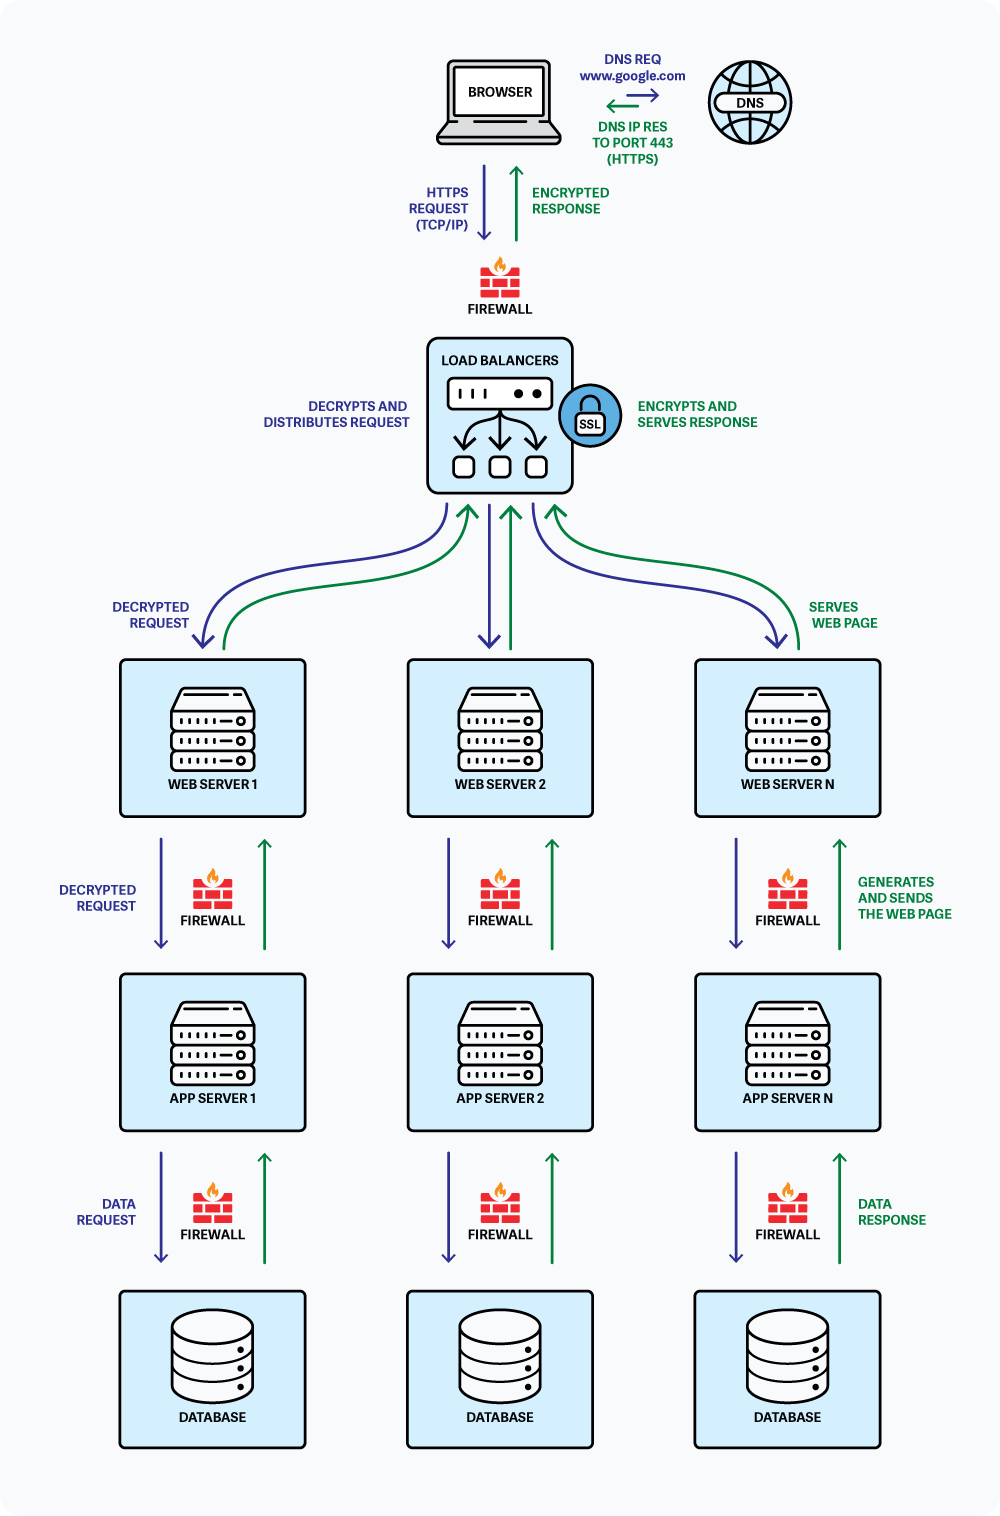 DNS REQ
www.google.com
BROWSER
DNS
DNS IP RES
TO PORT 443
(HTTPS)
HTTPS
REQUEST
(TCP/IP)
ENCRYPTED
RESPONSE
FIREWALL
LOAD BALANCERS
DECRYPTS AND
DISTRIBUTES REQUEST
SSL
ENCRYPTS AND
SERVES RESPONSE
DECRYPTED
REQUEST
SERVES
WEB PAGE
WEB SERVER 1
WEB SERVER 2
WEB SERVER N
DECRYPTED
REQUEST
FIREWALL
FIREWALL
FIREWALL
GENERATES
AND SENDS
THE WEB PAGE
APP SERVER 1
APP SERVER 2
APP SERVER N
DATA
REQUEST
FIREWALL
FIREWALL
FIREWALL
DATA
RESPONSE
DATABASE
DATABASE
DATABASE